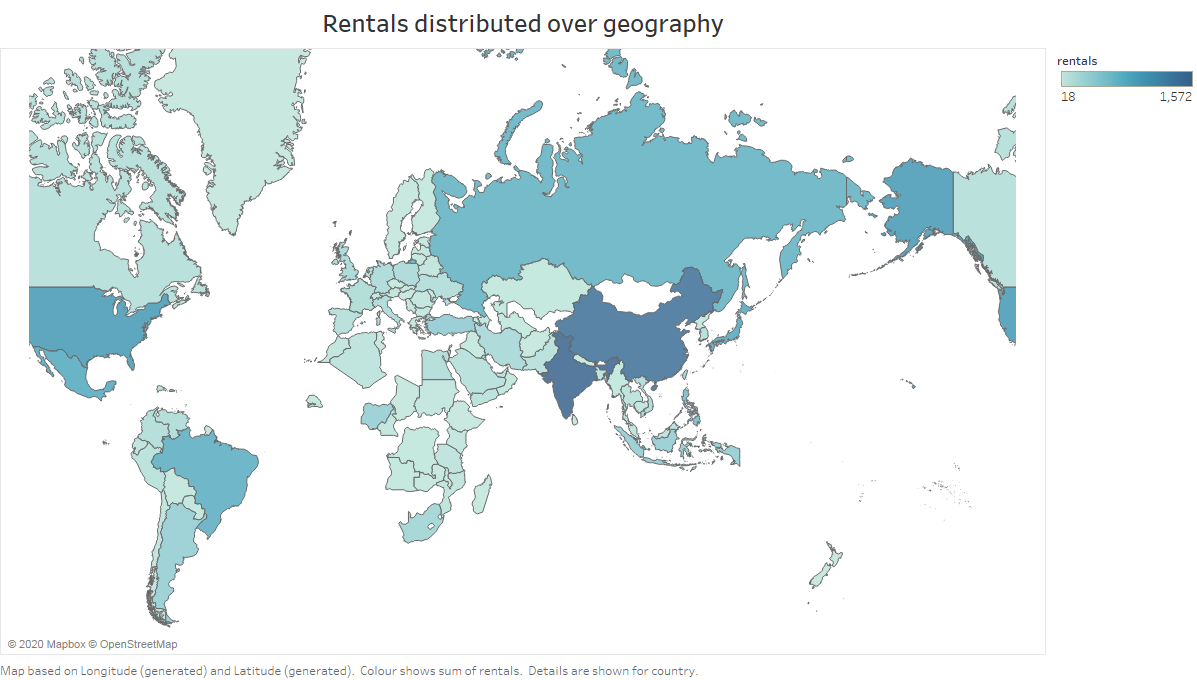 Rentals distributed over geography
rentals
18 1,572
© 2020 Mapbox © OpenStreetMap
Map based on Longitude (generated) and Latitude (generated). Colour shows sum of rentals. Details are shown for country.